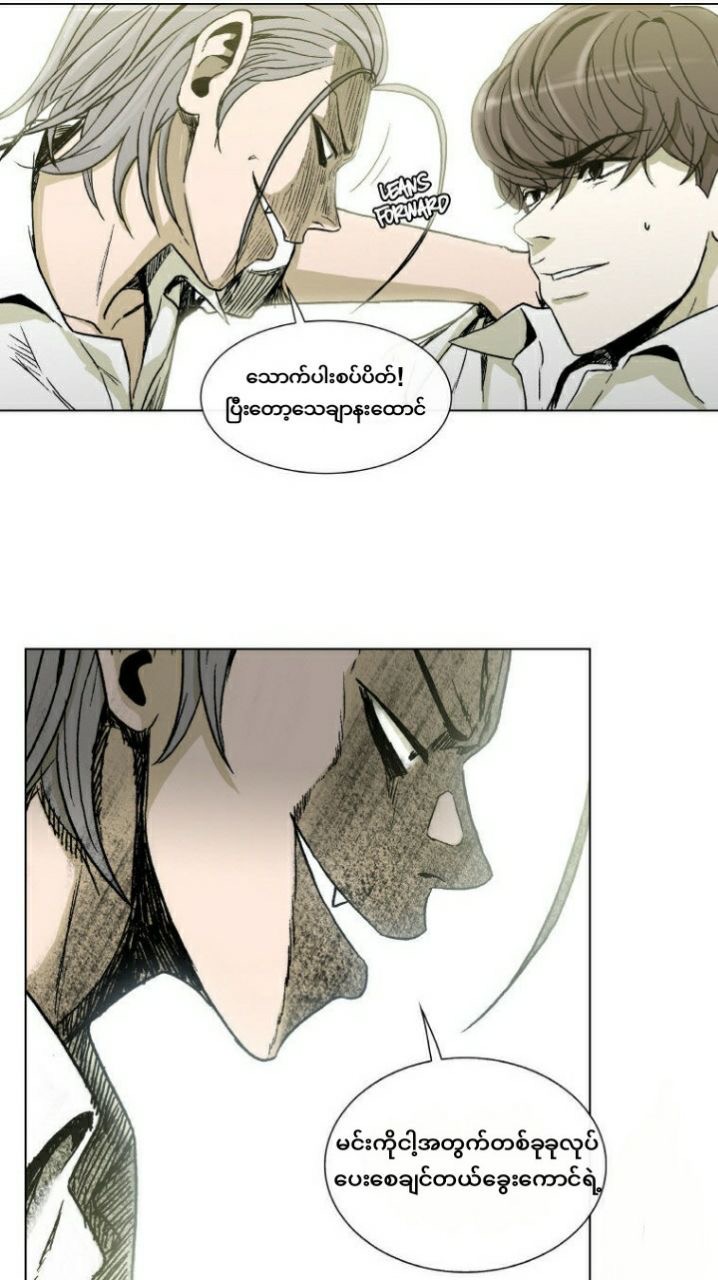 LEANS
FORWARD
သောက်ပါးစပ်ပိတ်!
ပြီးတော့သေချာနားထောင်
မင်းကိုငါ့အတွက်တစ်ခုခုလုပ်
ပေးစေချင်တယ်ခွေးကောင်ရဲ့